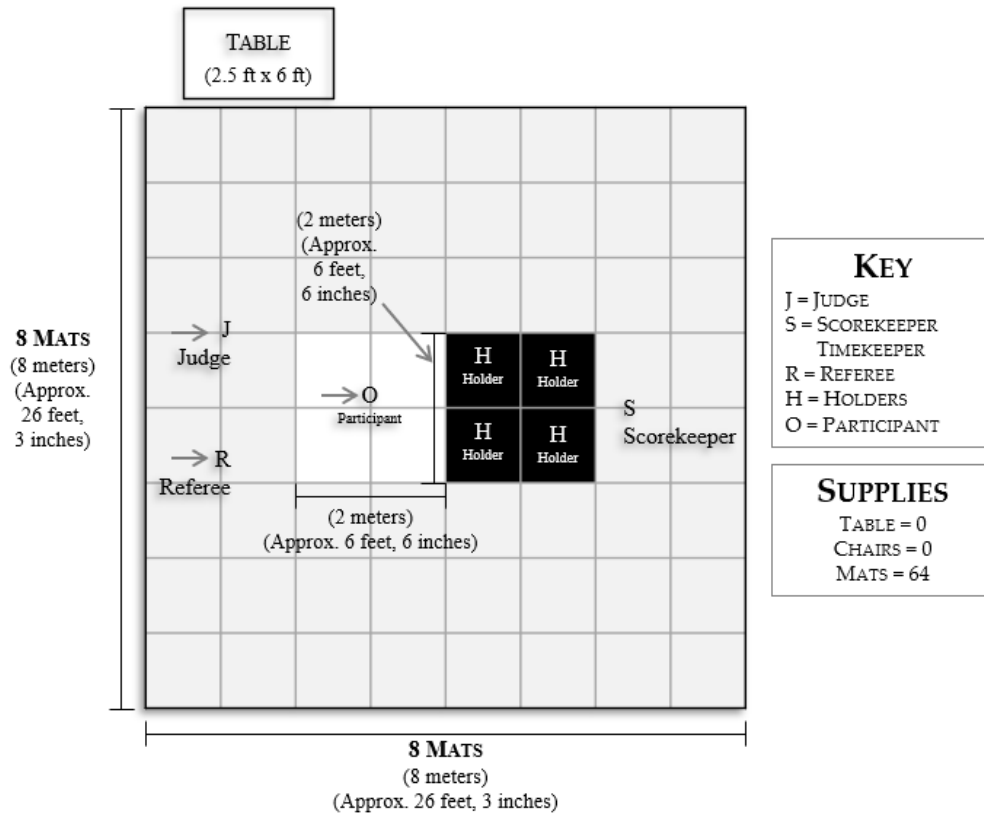 TABLE
(2.5 ft x 6 ft)
(2 meters)
(Approx.
6 feet,
6 inches)
8 MATS
(8 meters)
(Approx.
26 feet,
3 inches)
J
Judge
O
Participant
R
Referee
H
Holder
H
Holder
H
Holder
H
Holder
S
Scorekeeper
(2 meters)
(Approx. 6 feet, 6 inches)
8 MATS
(8 meters)
(Approx. 26 feet, 3 inches)
KEY
J = JUDGE
S = SCOREKEEPER
TIMEKEEPER
R = REFEREE
H = HOLDERS
O = PARTICIPANT
SUPPLIES
TABLE = 0
CHAIRS = 0
MATS = 64